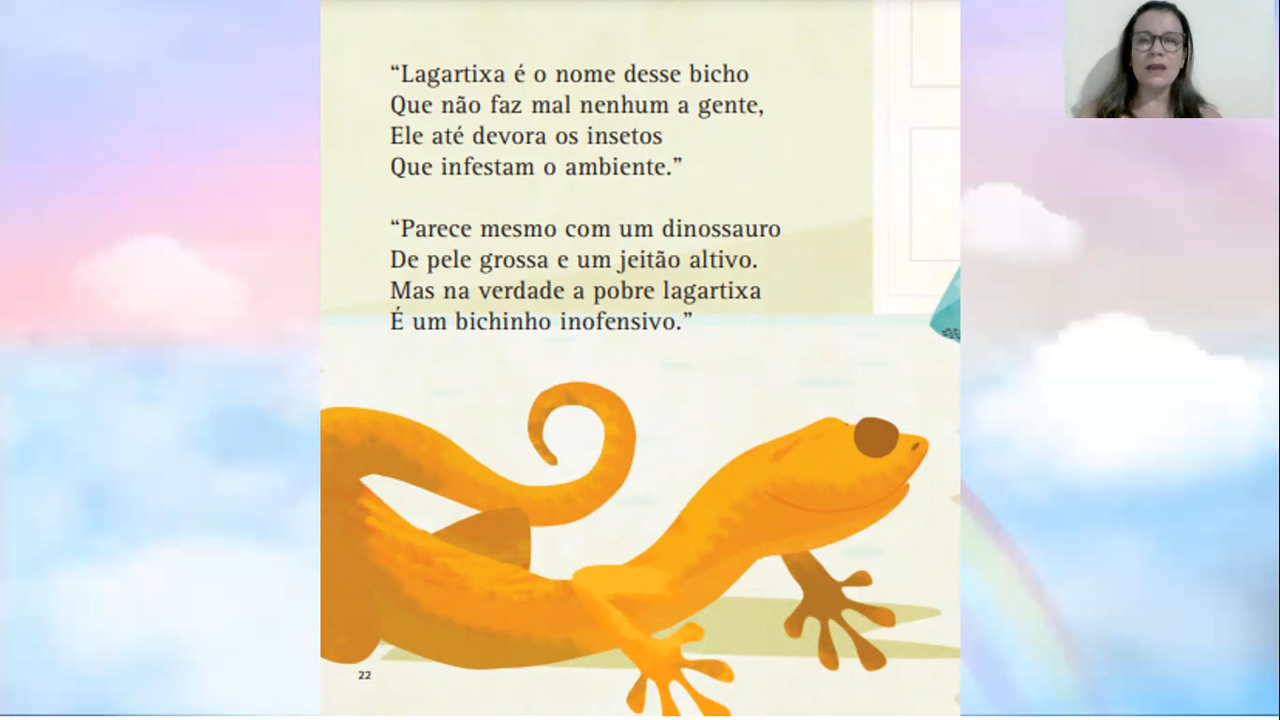 “Lagartixa é o nome desse bicho
Que não faz mal nenhum a gente,
Ele até devora os insetos
Que infestam o ambiente.”
“Parece mesmo com um dinossauro
De pele grossa e um jeitão altivo.
Mas na verdade a pobre lagartixa
É um bichinho inofensivo.”
22